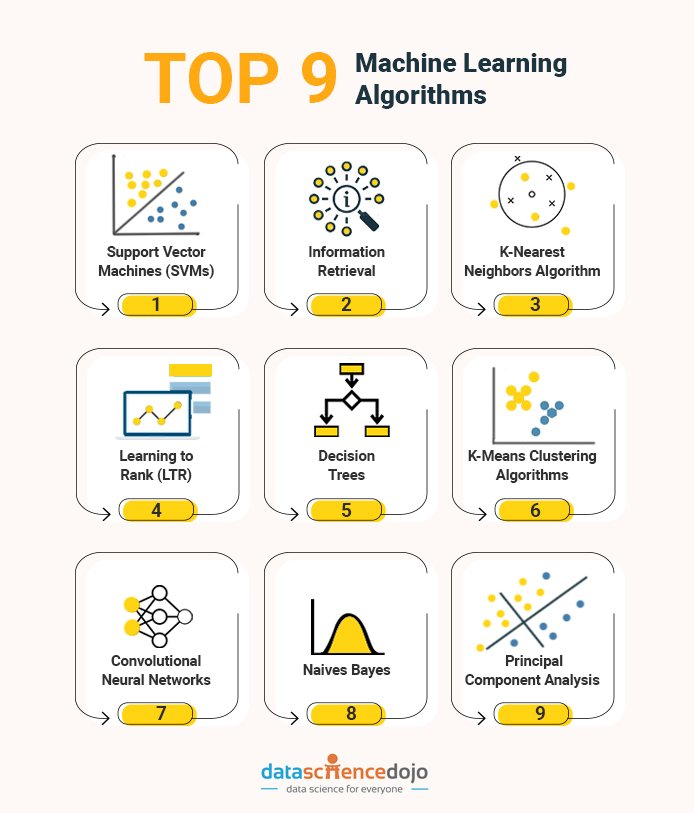 TOP 9
Machine Learning
Algorithms
Support Vector
Machines (SVMs)
1
Information
Retrieval
2
K-Nearest
Neighbors Algorithm
3
Learning to
Rank (LTR)
4
Decision
Trees
5
K-Means Clustering
Algorithms
6
Convolutional
Neural Networks
7
Naives Bayes
8
Principal
Component Analysis
9
datasciencedojo
data science for everyone